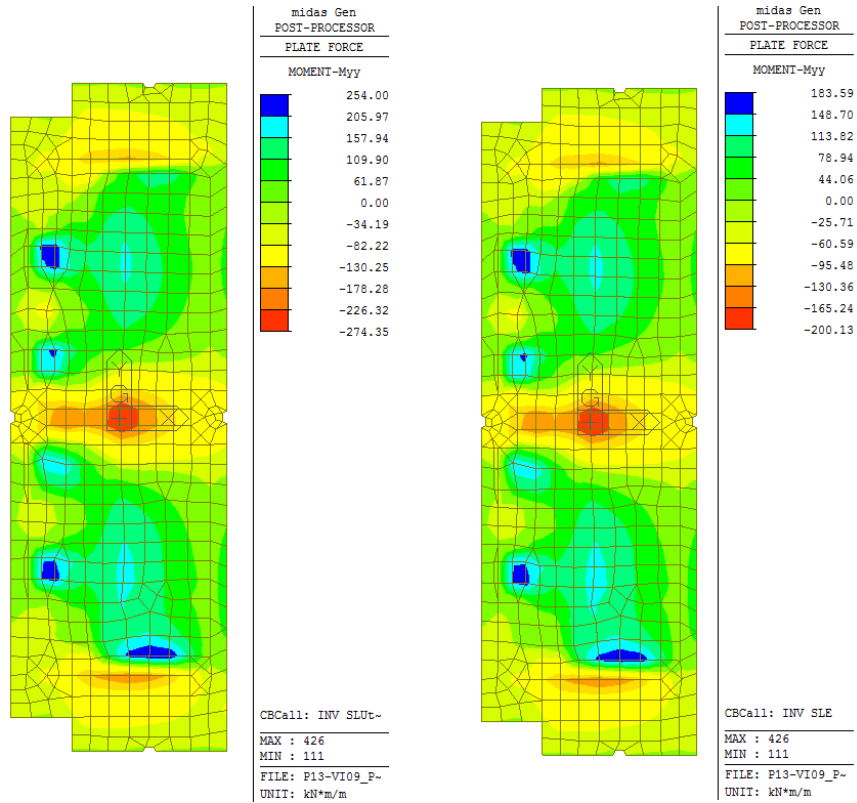 midas Gen
POST-PROCESSOR
PLATE FORCE
MOMENT-Myy
254.00
205.97
157.94
109.90
61.87
0.00
-34.19
-82.22
-130.25
-178.28
-226.32
-274.35
CBCall: INV SLUt~
MAX : 426
MIN : 111
FILE: P13-VI09_P~
UNIT: kN*m/m
midas Gen
POST-PROCESSOR
PLATE FORCE
MOMENT-Myy
183.59
148.70
113.82
78.94
44.06
0.00
-25.71
-60.59
-95.48
-130.36
-165.24
-200.13
CBCall: INV SLE
MAX : 426
MIN : 111
FILE: P13-VI09_P~
UNIT: kN*m/m